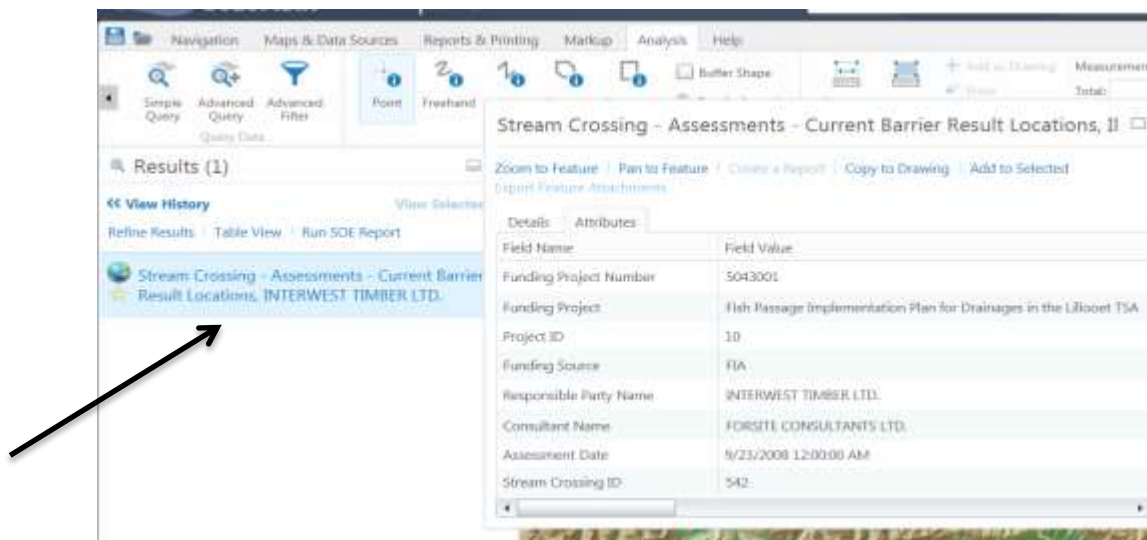 Navigation Maps & Data Sources Reports & Printing Markup Analysis Help
Simple Query Advanced Query Advanced Filter Point Freehand Buffer Shape Add as Drawing Measurement
Total:
Query Data
Stream Crossing - Assessments - Current Barrier Result Locations, II
Results (1)
Zoom to Feature Pan to Feature Create a Report Copy to Drawing Add to Selected
Export Feature Attachments
<< View History View Selected
Refine Results Table View Run SOE Report
Details Attributes
Field Name Field Value
Stream Crossing - Assessments - Current Barrier
Result Locations, INTERWEST TIMBER LTD.
Funding Project Number 5043001
Funding Project Fish Passage Implementation Plan for Drainages in the Lillooet TSA
Project ID 10
Funding Source FIA
Responsible Party Name INTERWEST TIMBER LTD.
Consultant Name FORSITE CONSULTANTS LTD.
Assessment Date 9/23/2008 12:00:00 AM
Stream Crossing ID 542